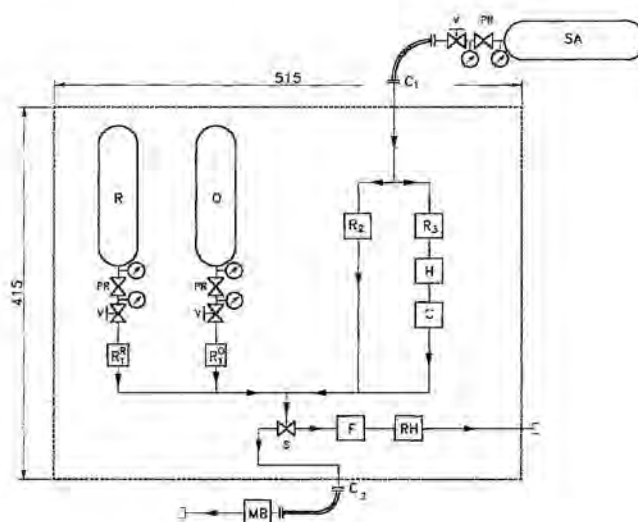 V PR SA
C₁
515
R O
415
R₂ R₃
H
PR PR
V V C
R₁ᴿ R₁ᴼ
F RH
S
C₂
MB